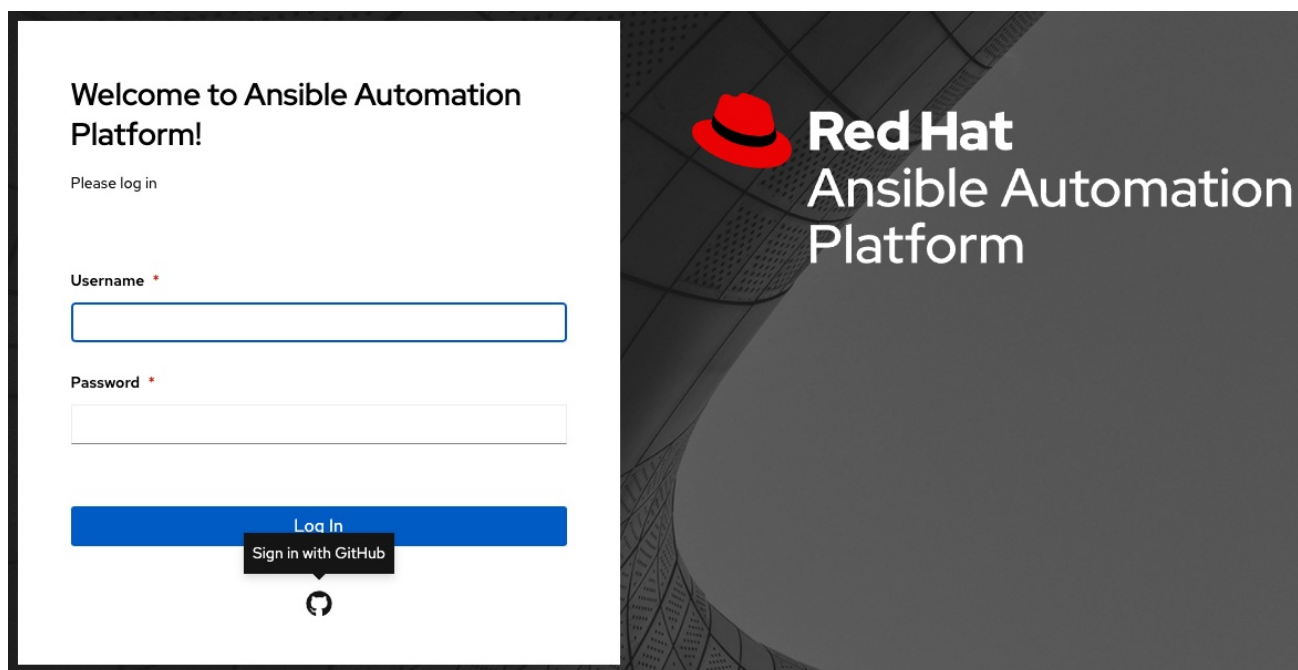 Welcome to Ansible Automation
Platform!
Please log in
Username *
Password *
Log In
Sign in with GitHub
Red Hat
Ansible Automation
Platform